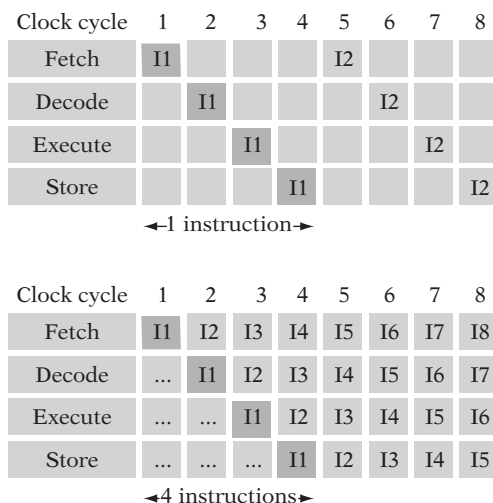 Clock cycle 1 2 3 4 5 6 7 8
Fetch I1 I2
Decode I1 I2
Execute I1 I2
Store I1 I2
1 instruction
Clock cycle 1 2 3 4 5 6 7 8
Fetch I1 I2 I3 I4 I5 I6 I7 I8
Decode ... I1 I2 I3 I4 I5 I6 I7
Execute ... ... I1 I2 I3 I4 I5 I6
Store ... ... ... I1 I2 I3 I4 I5
4 instructions